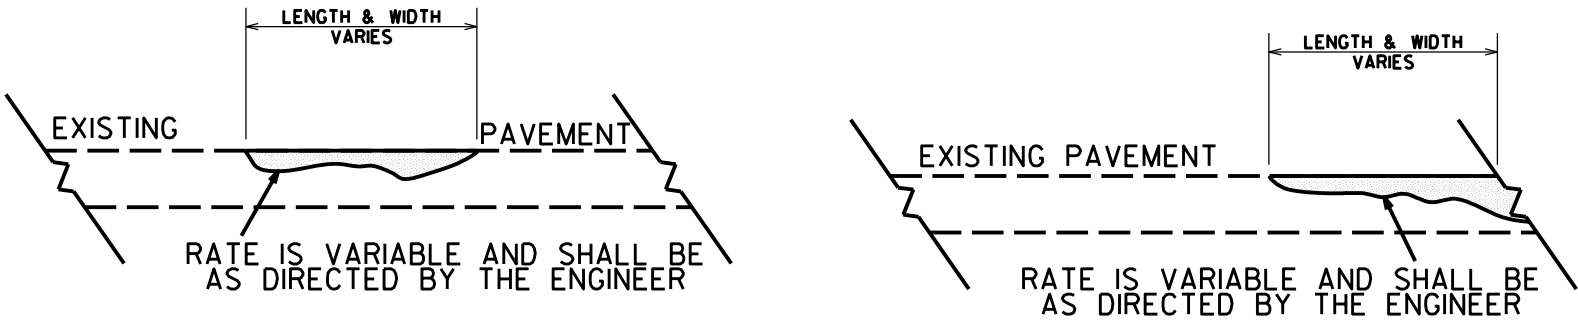 LENGTH & WIDTH
VARIES
EXISTING PAVEMENT
RATE IS VARIABLE AND SHALL BE
AS DIRECTED BY THE ENGINEER
LENGTH & WIDTH
VARIES
EXISTING PAVEMENT
RATE IS VARIABLE AND SHALL BE
AS DIRECTED BY THE ENGINEER